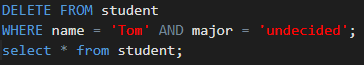 DELETE FROM student
WHERE name = 'Tom' AND major = 'undecided';
select * from student;